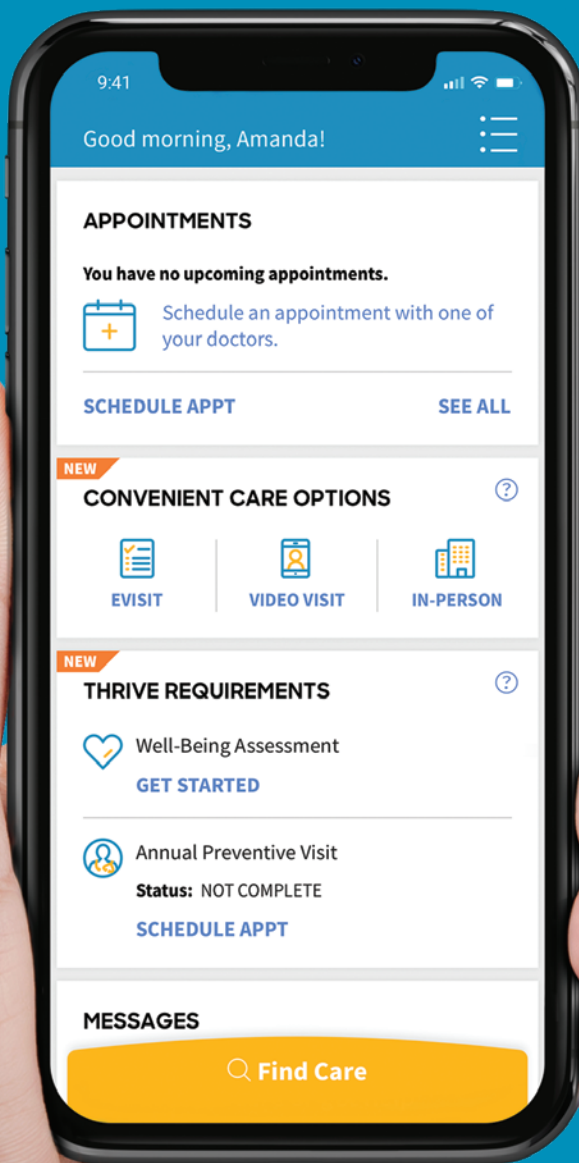 9:41
Good morning, Amanda!
APPOINTMENTS
You have no upcoming appointments.
Schedule an appointment with one of
your doctors.
SCHEDULE APPT SEE ALL
NEW
CONVENIENT CARE OPTIONS ?
EVISIT VIDEO VISIT IN-PERSON
NEW
THRIVE REQUIREMENTS ?
Well-Being Assessment
GET STARTED
Annual Preventive Visit
Status: NOT COMPLETE
SCHEDULE APPT
MESSAGES
Find Care